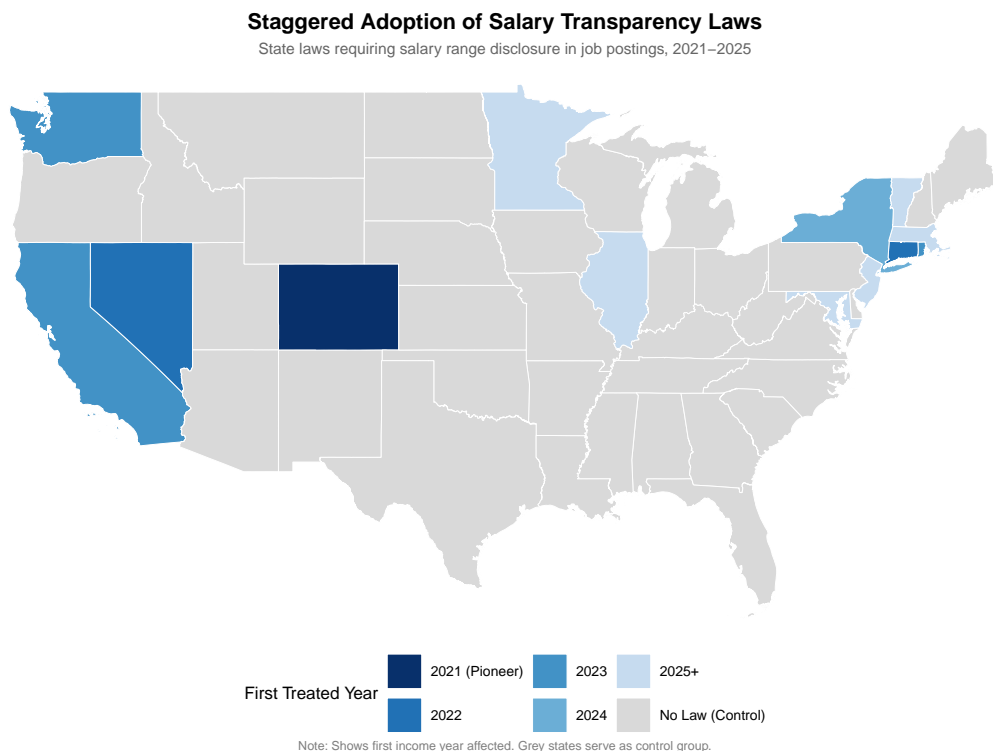 Staggered Adoption of Salary Transparency Laws
State laws requiring salary range disclosure in job postings, 2021–2025
First Treated Year
2021 (Pioneer)
2022
2023
2024
2025+
No Law (Control)
Note: Shows first income year affected. Grey states serve as control group.